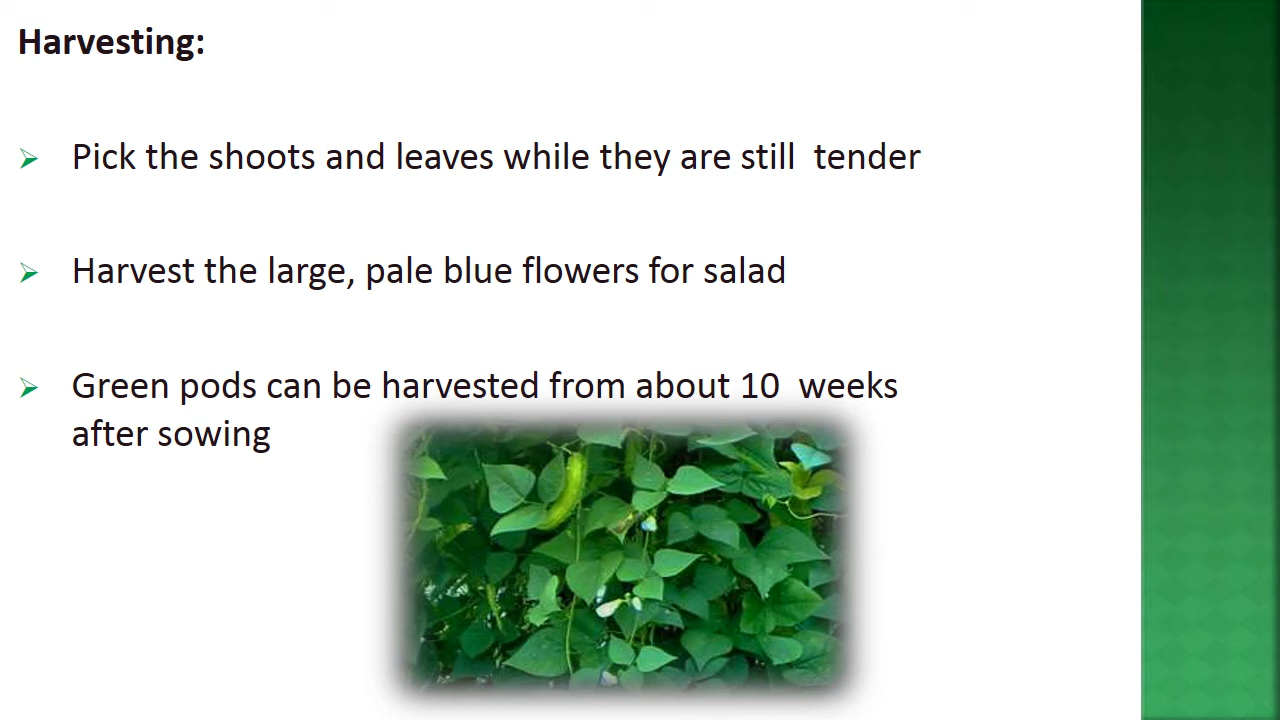 Harvesting:
Pick the shoots and leaves while they are still  tender
Harvest the large, pale blue flowers for salad
Green pods can be harvested from about 10  weeks
after sowing